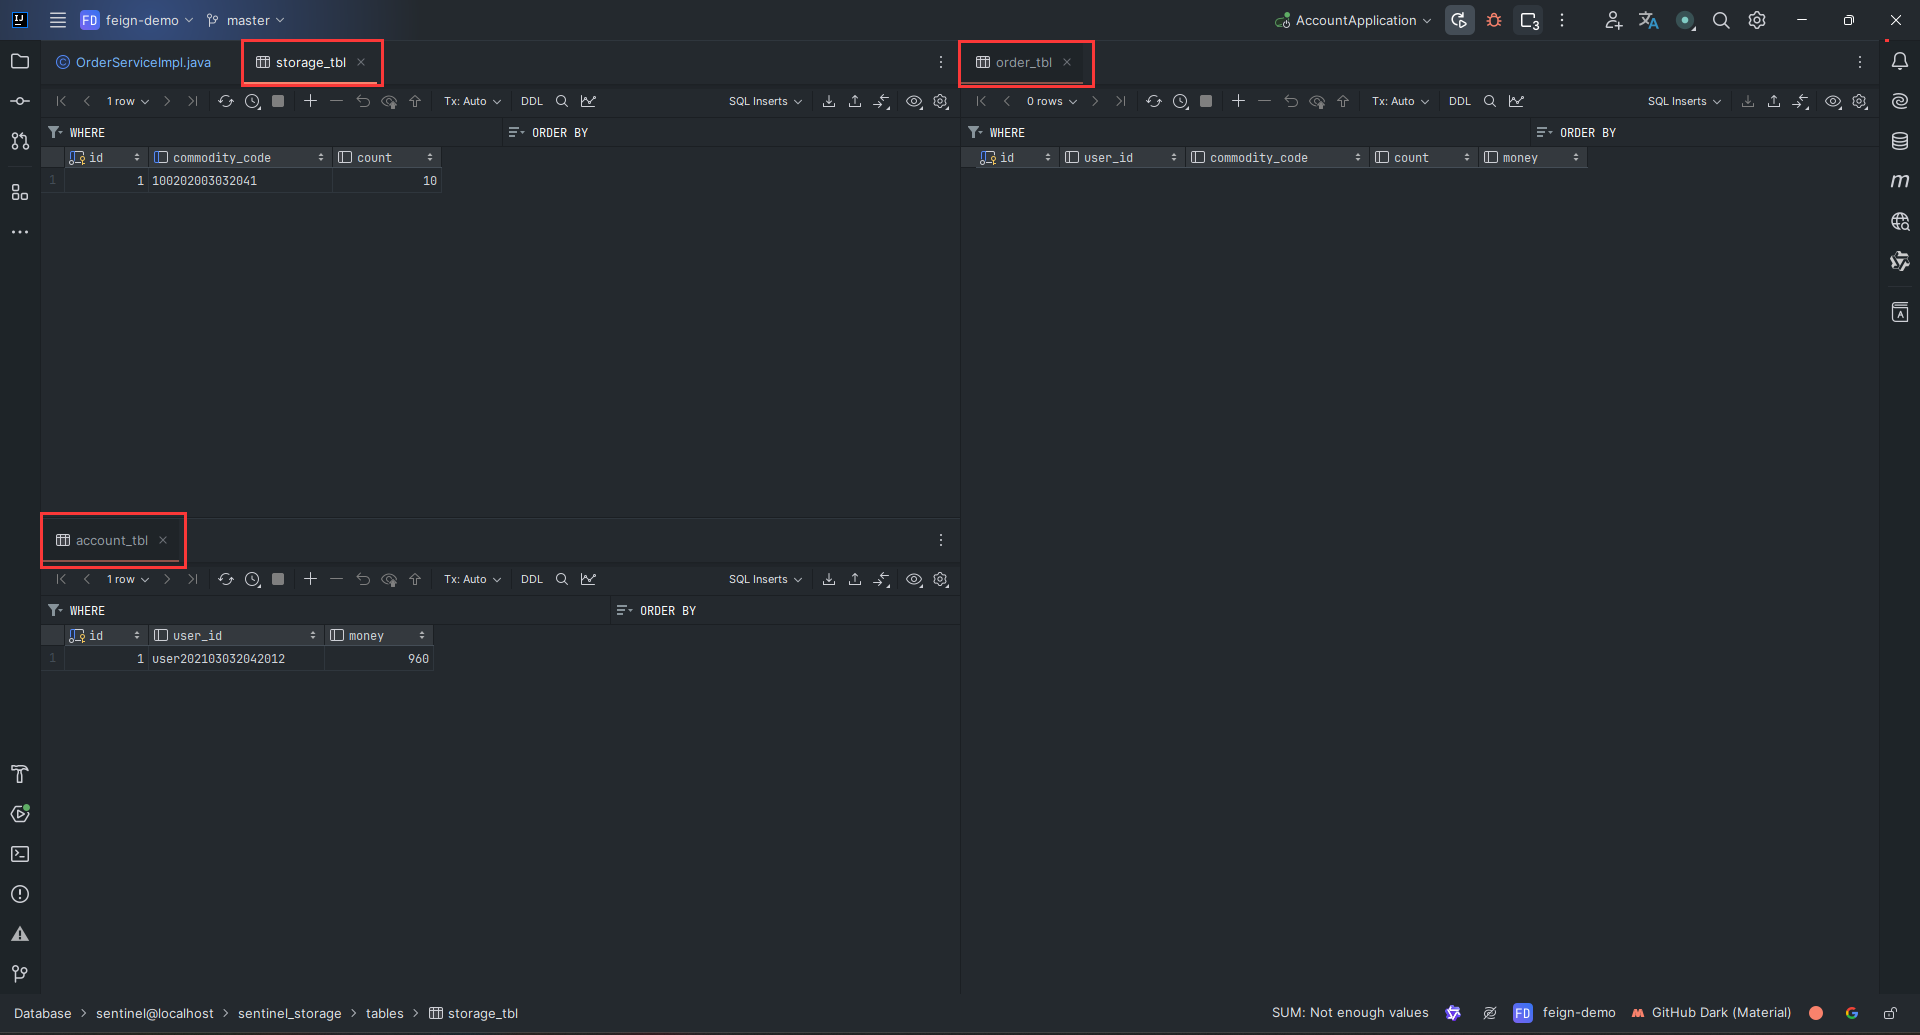 FD feign-demo master AccountApplication
OrderServiceImpl.java storage_tbl
1 row Tx: Auto DDL SQL Inserts
WHERE ORDER BY
id commodity_code count
1 1 100202003032041 10
order_tbl
0 rows Tx: Auto DDL SQL Inserts
WHERE ORDER BY
id user_id commodity_code count money
account_tbl
1 row Tx: Auto DDL SQL Inserts
WHERE ORDER BY
id user_id money
1 1 user202103032042012 960
Database sentinel@localhost sentinel_storage tables storage_tbl SUM: Not enough values FD feign-demo GitHub Dark (Material)